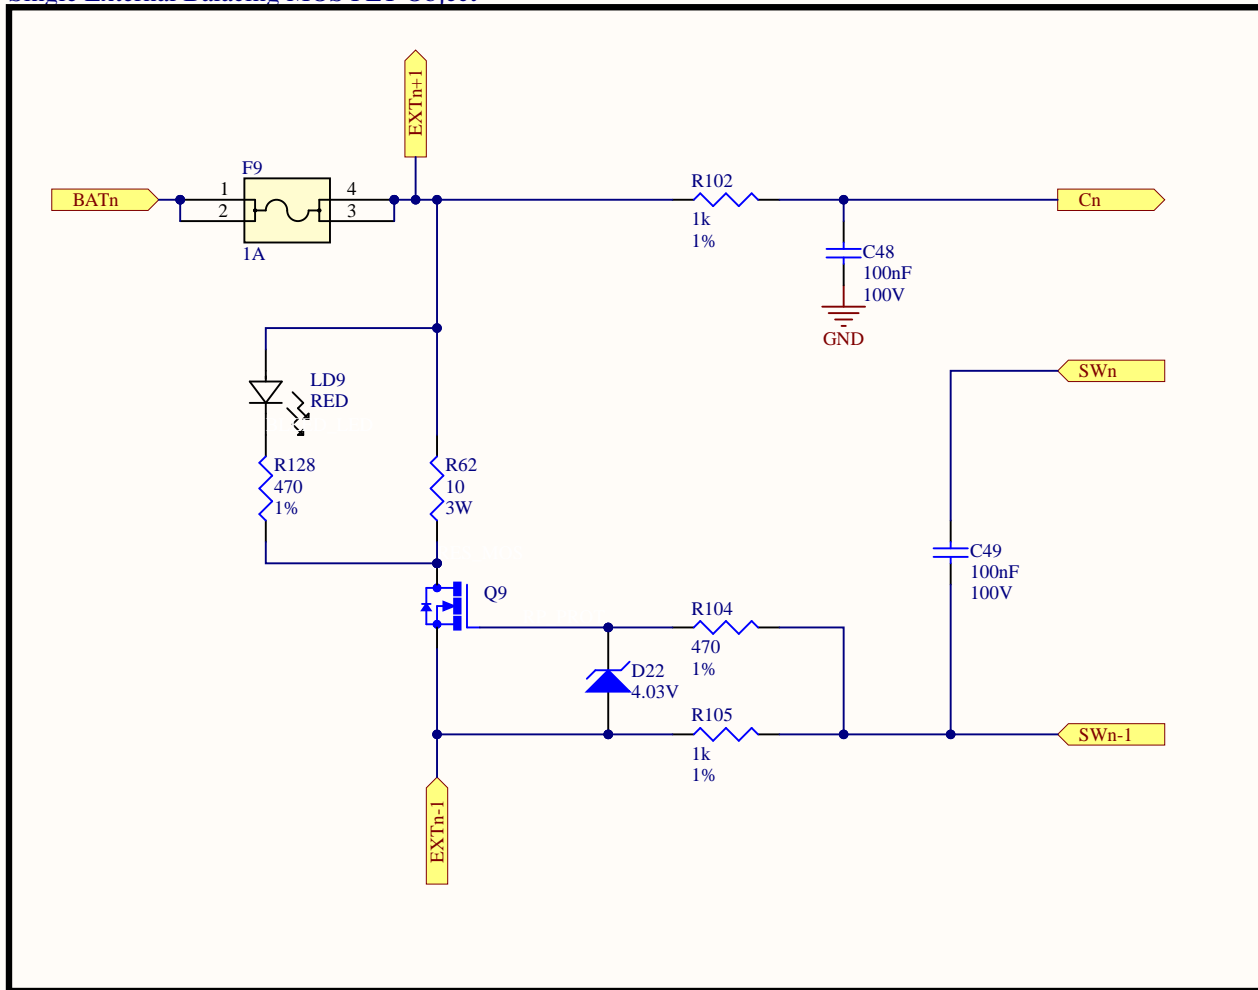 EXTn+1
F9
BATn
1
2
4
3
1A
R102
1k
1%
Cn
C48
100nF
100V
GND
SWn
LD9
RED
R128
470
1%
R62
10
3W
C49
100nF
100V
Q9
R104
470
1%
D22
4.03V
R105
1k
1%
SWn-1
EXTn-1